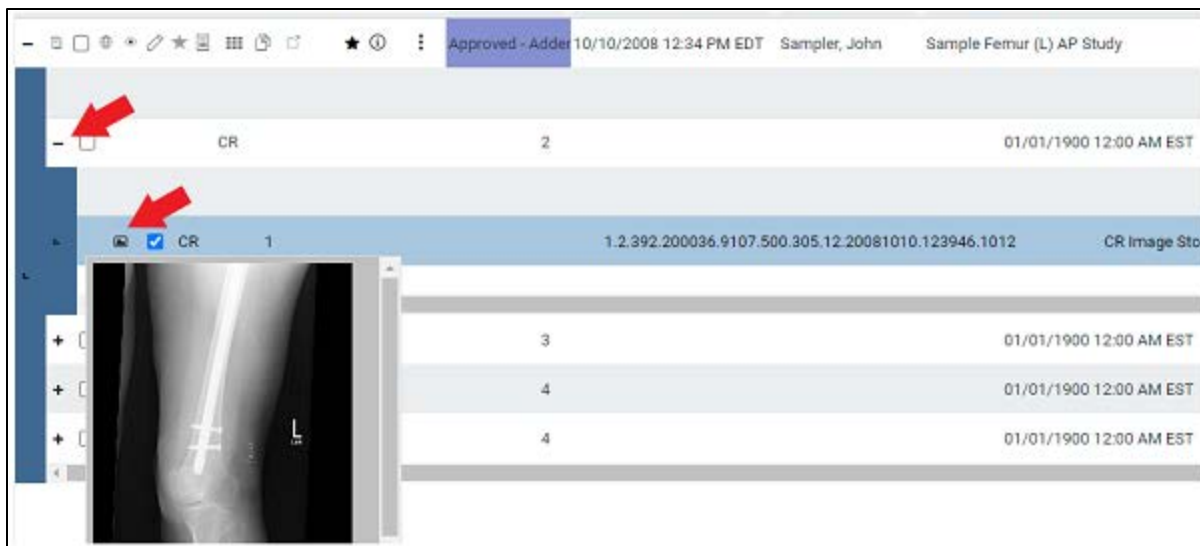 Approved - Adder 10/10/2008 12:34 PM EDT Sampler, John Sample Femur (L) AP Study
CR 2 01/01/1900 12:00 AM EST
CR 1 1.2.392.200036.9107.500.305.12.20081010.123946.1012 CR Image Sto
L
3 01/01/1900 12:00 AM EST
4 01/01/1900 12:00 AM EST
4 01/01/1900 12:00 AM EST